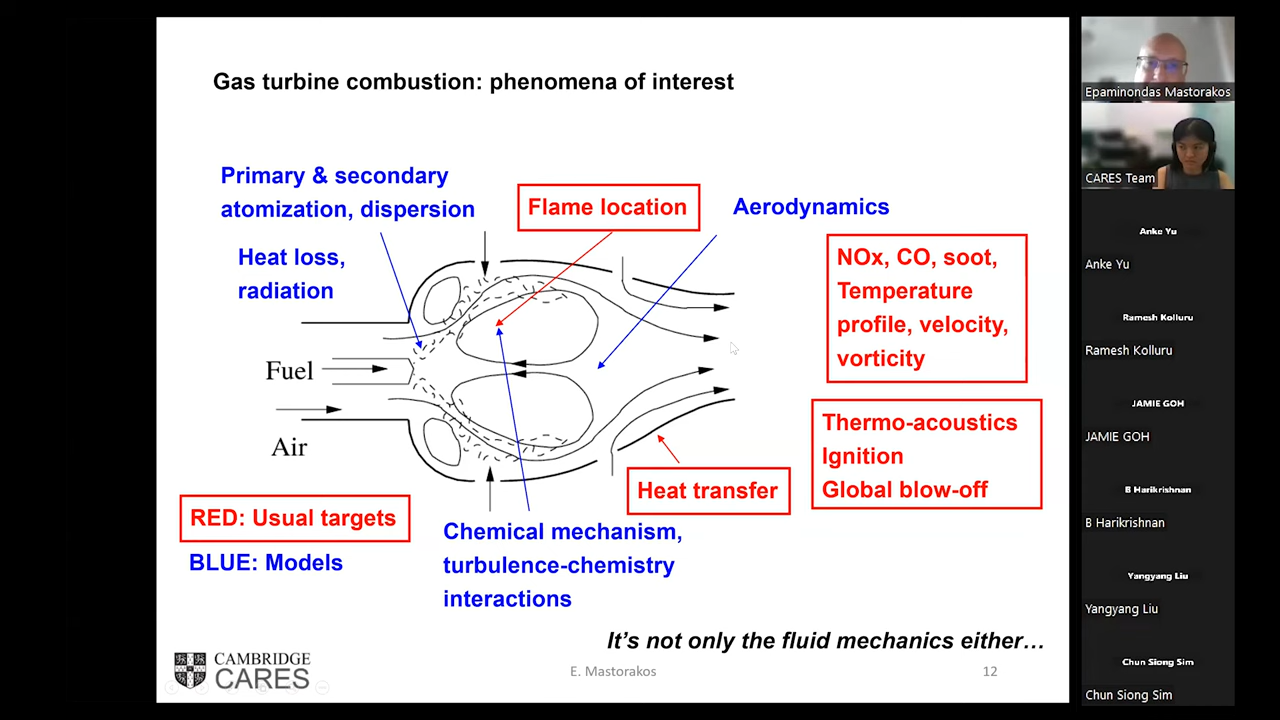 Gas turbine combustion: phenomena of interest
Primary & secondary
atomization, dispersion
Flame location
Aerodynamics
Heat loss,
radiation
NOx, CO, soot,
Temperature
profile, velocity,
vorticity
Fuel
Air
Thermo-acoustics
Ignition
Global blow-off
Heat transfer
RED: Usual targets
BLUE: Models
Chemical mechanism,
turbulence-chemistry
interactions
It's not only the fluid mechanics either…
CAMBRIDGE
CARES
E. Mastorakos
12
Epaminondas Mastorakos
CARES Team
Anke Yu
Anke Yu
Ramesh Kolluru
Ramesh Kolluru
JAMIE GOH
JAMIE GOH
B Harikrishnan
B Harikrishnan
Yangyang Liu
Yangyang Liu
Chun Siong Sim
Chun Siong Sim